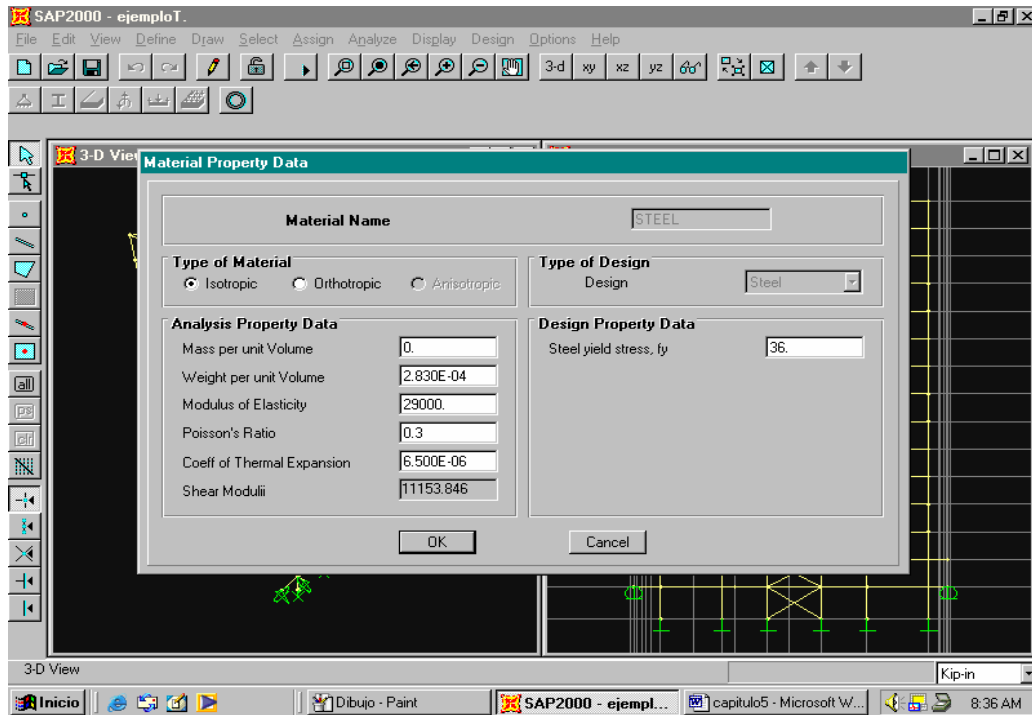 SAP2000 - ejemploT.
File Edit View Define Draw Select Assign Analyze Display Design Options Help
3-d xy xz yz
3-D View
Material Property Data
Material Name STEEL
Type of Material
Isotropic Orthotropic Anisotropic
Type of Design
Design Steel
Analysis Property Data
Mass per unit Volume 0.
Weight per unit Volume 2.830E-04
Modulus of Elasticity 29000.
Poisson's Ratio 0.3
Coeff of Thermal Expansion 6.500E-06
Shear Modulii 11153.846
Design Property Data
Steel yield stress, fy 36.
OK Cancel
all
ps
clr
3-D View
Kip-in
Inicio Dibujo - Paint SAP2000 - ejempl... capitulo5 - Microsoft W... 8:36 AM